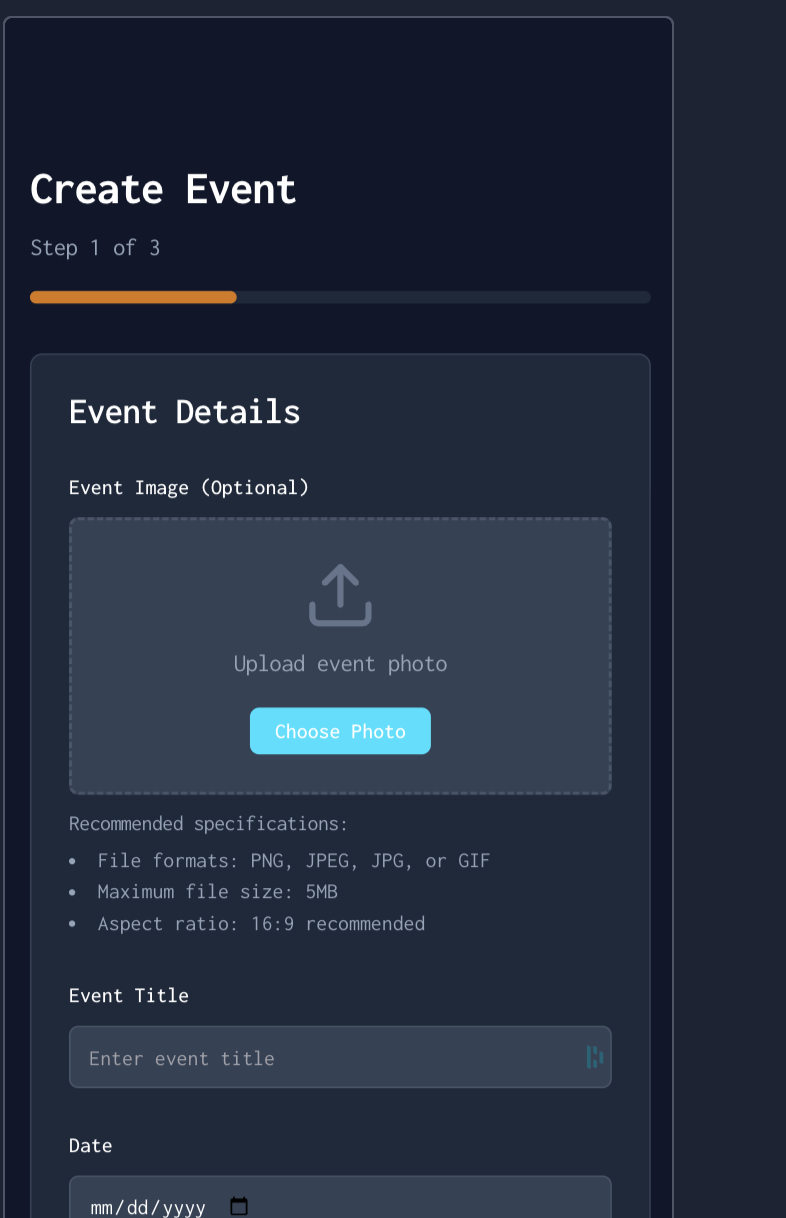 Create Event
Step 1 of 3
Event Details
Event Image (Optional)
Upload event photo
Choose Photo
Recommended specifications:
• File formats: PNG, JPEG, JPG, or GIF
• Maximum file size: 5MB
• Aspect ratio: 16:9 recommended
Event Title
Enter event title
Date
mm/dd/yyyy